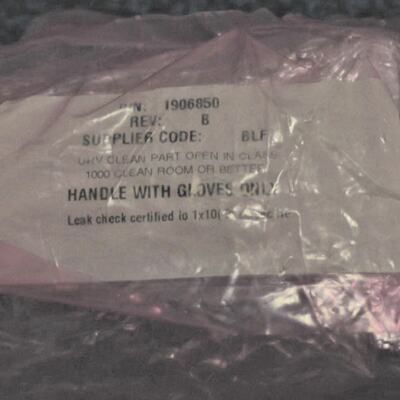 P/N: 1906850
REV: B
SUPPLIER CODE: BLF
UHV CLEAN PART OPEN IN CLASS
1000 CLEAN ROOM OR BETTER
HANDLE WITH GLOVES ONLY
Leak check certified to 1x10(